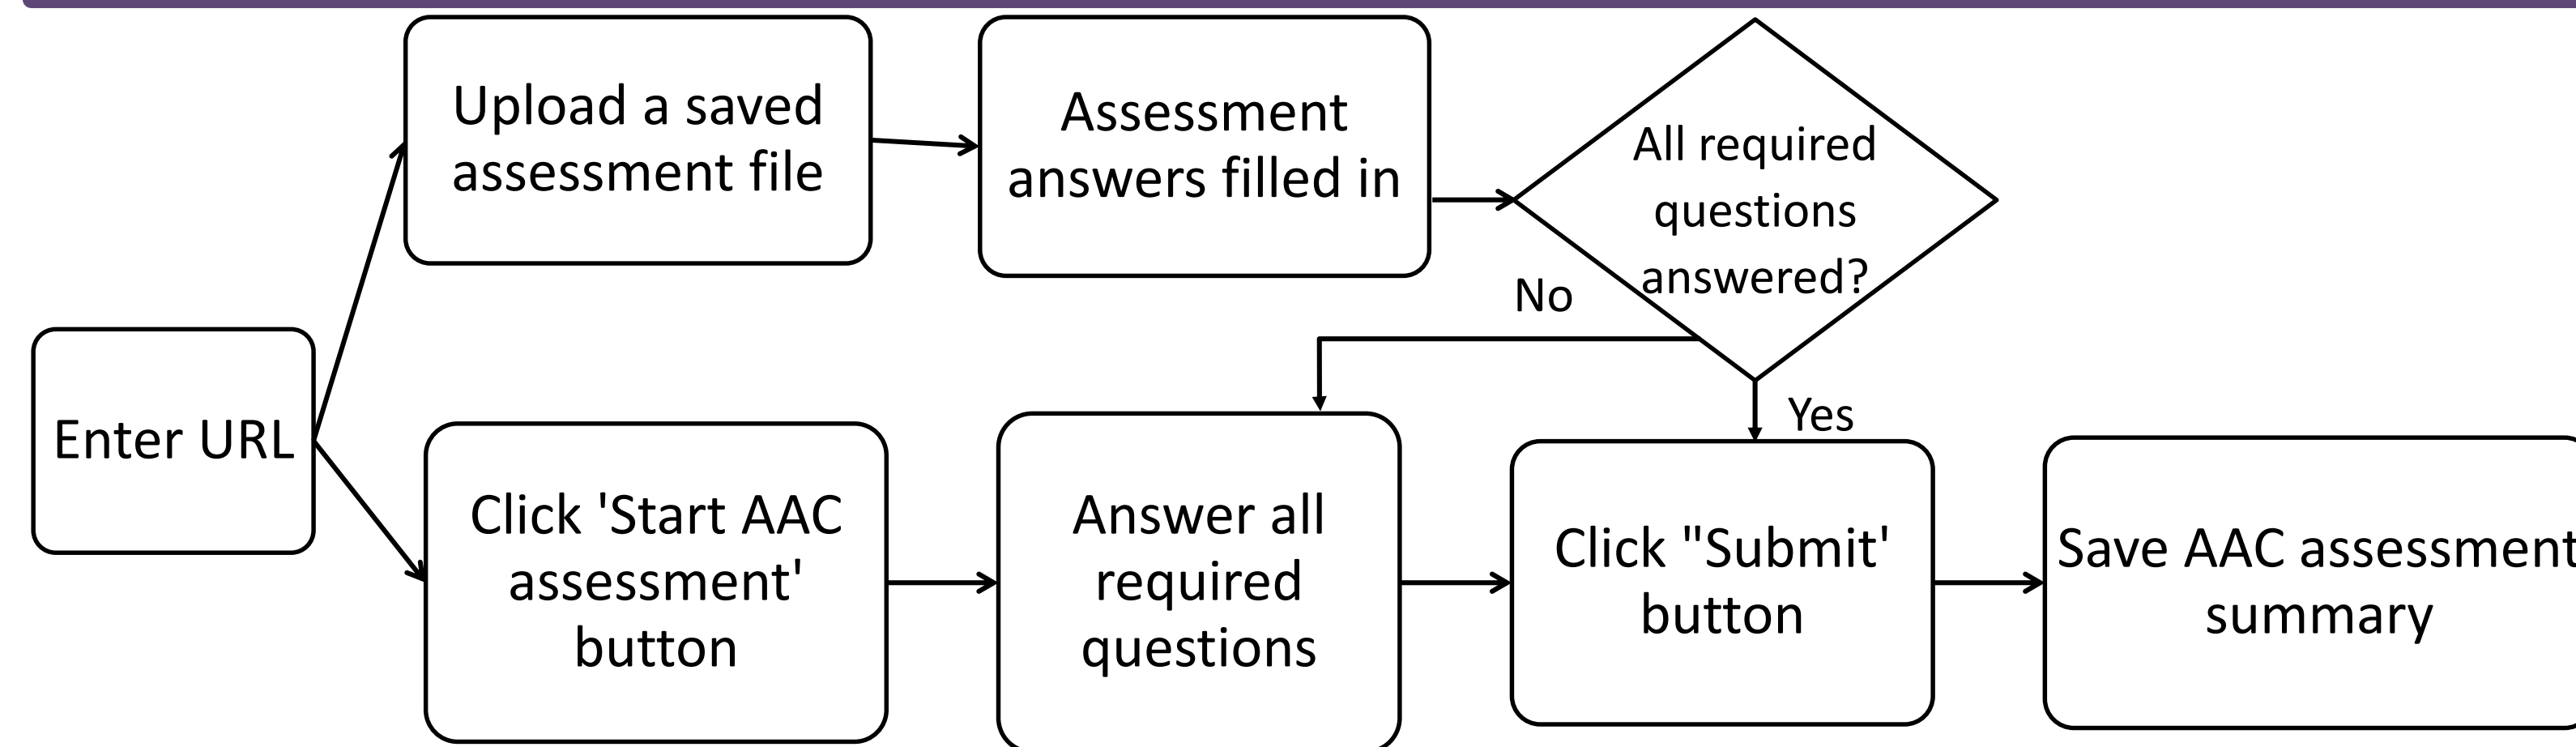 Upload a saved
assessment file
Assessment
answers filled in
All required
questions
answered?
No
Yes
Enter URL
Click 'Start AAC
assessment'
button
Answer all
required
questions
Click "Submit'
button
Save AAC assessment
summary